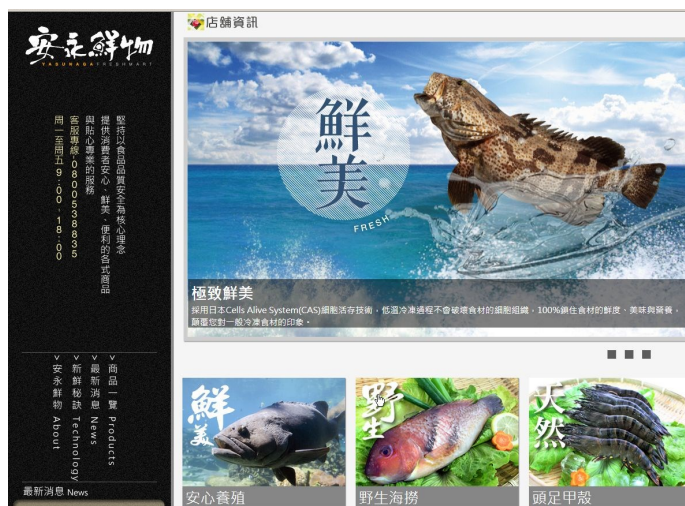 安永鮮物
YASUNAGA FRESHMART
堅持以食品品質安全為核心理念
提供消費者安心、鮮美、便利的各式商品
與貼心專業的服務
客服專線-0800538835
周一至周五9:00-18:00
> 商品一覽 Products
> 最新消息 News
> 新鮮秘訣 Technology
> 安永鮮物 About
最新消息 News
店舖資訊
鮮美
FRESH
極致鮮美
採用日本Cells Alive System(CAS)細胞活存技術，低溫冷凍過程不會破壞食材的細胞組織，100%鎖住食材的鮮度、美味與營養，
顛覆您對一般冷凍食材的印象。
鮮美
安心養殖
野生
野生海撈
天然
頭足甲殼